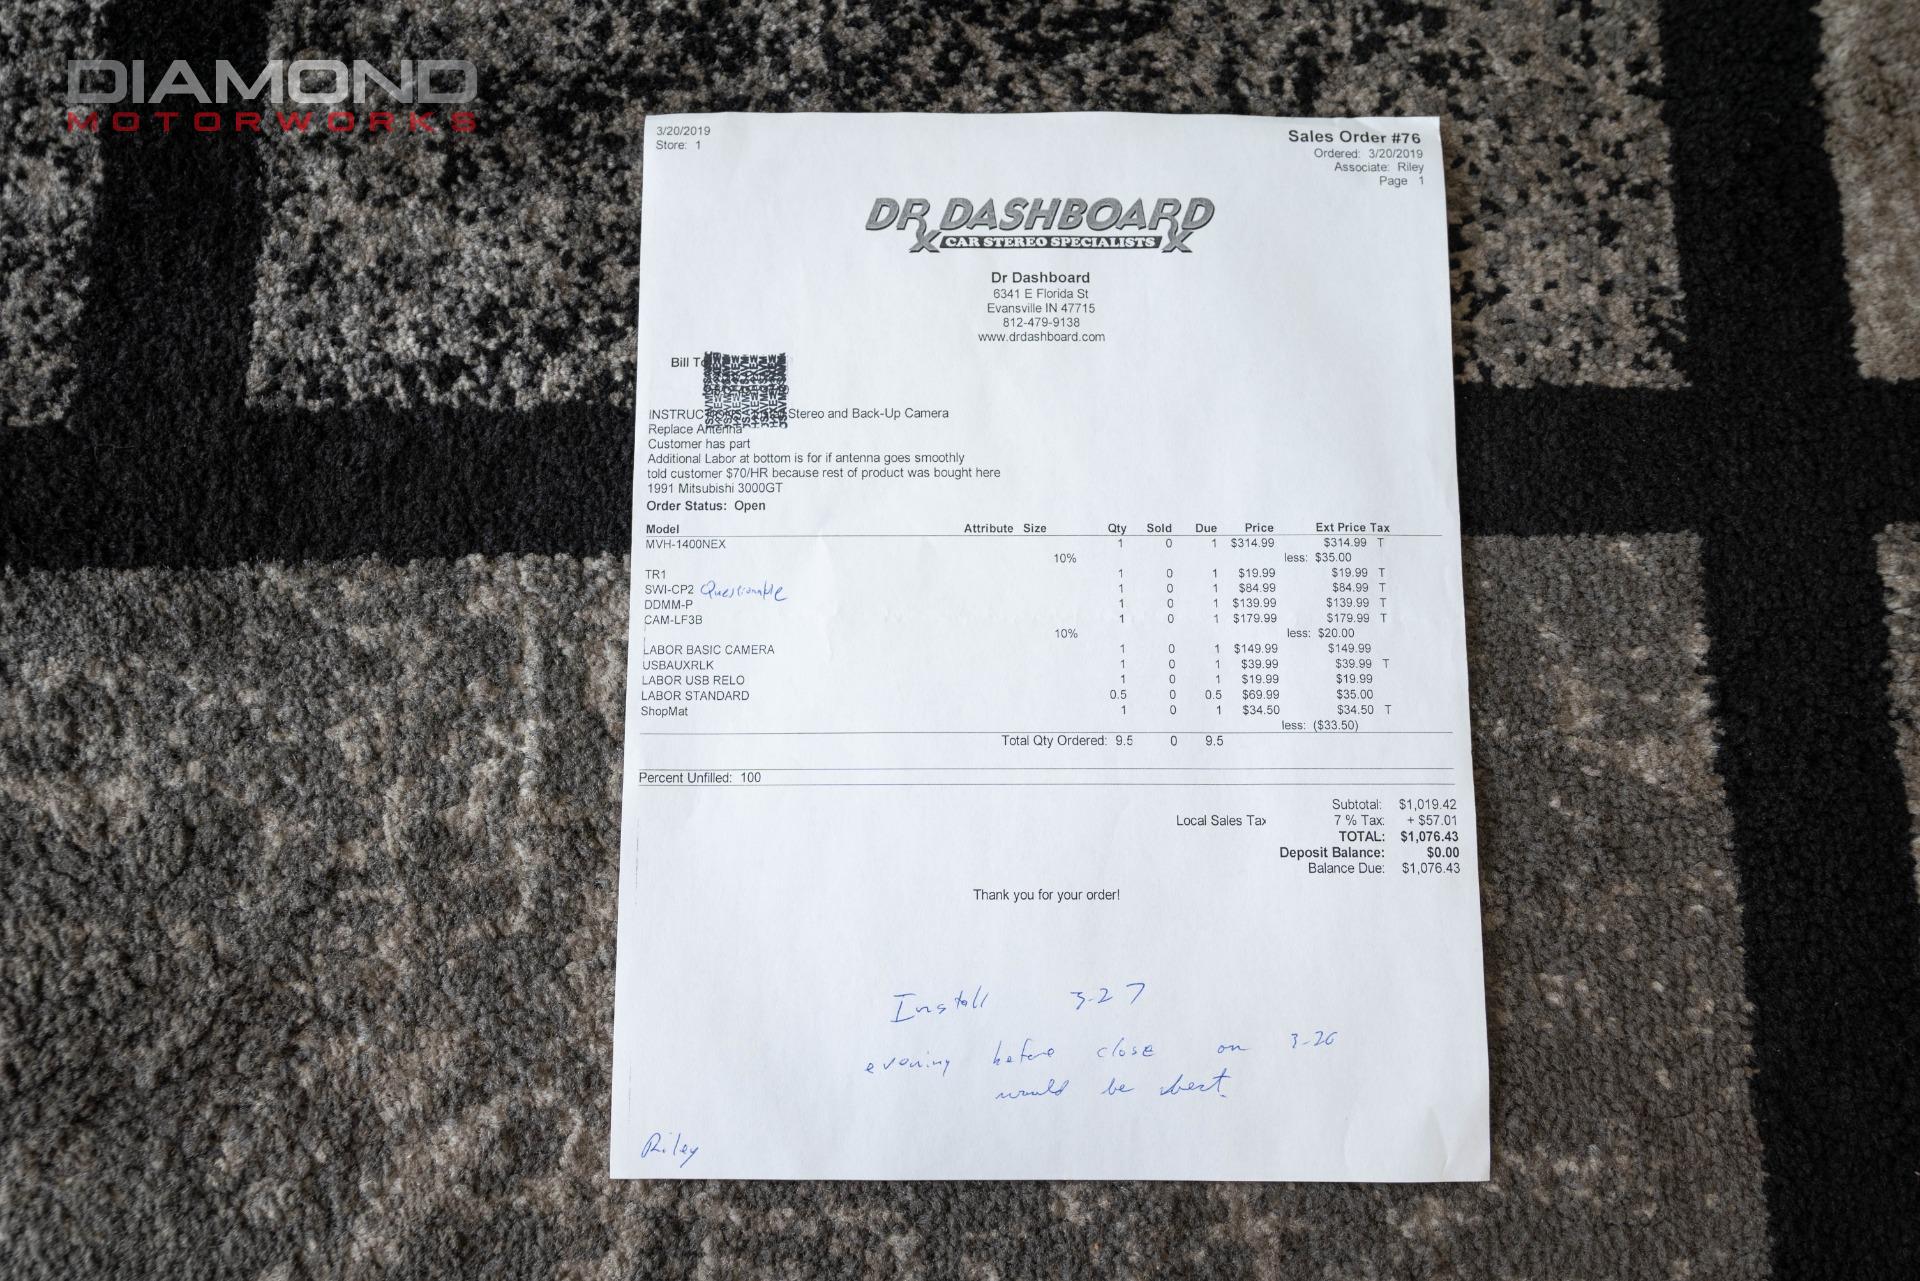 DIAMOND
MOTORWORKS
3/20/2019
Store: 1
Sales Order #76
Ordered: 3/20/2019
Associate: Riley
Page 1
DR DASHBOARD
CAR STEREO SPECIALISTS
Dr Dashboard
6341 E Florida St
Evansville IN 47715
812-479-9138
www.drdashboard.com
Bill To
INSTRUC Stereo and Back-Up Camera
Replace Antenna
Customer has part
Additional Labor at bottom is for if antenna goes smoothly
told customer $70/HR because rest of product was bought here
1991 Mitsubishi 3000GT
Order Status: Open
Model Attribute Size Qty Sold Due Price Ext Price Tax
MVH-1400NEX 1 0 1 $314.99 $314.99 T
10% less: $35.00
TR1 1 0 1 $19.99 $19.99 T
SWI-CP2 Questionable 1 0 1 $84.99 $84.99 T
DDMM-P 1 0 1 $139.99 $139.99 T
CAM-LF3B 1 0 1 $179.99 $179.99 T
10% less: $20.00
LABOR BASIC CAMERA 1 0 1 $149.99 $149.99
USBAUXRLK 1 0 1 $39.99 $39.99 T
LABOR USB RELO 1 0 1 $19.99 $19.99
LABOR STANDARD 0.5 0 0.5 $69.99 $35.00
ShopMat 1 0 1 $34.50 $34.50 T
less: ($33.50)
Total Qty Ordered: 9.5 0 9.5
Percent Unfilled: 100
Subtotal: $1,019.42
Local Sales Tax 7 % Tax: + $57.01
TOTAL: $1,076.43
Deposit Balance: $0.00
Balance Due: $1,076.43
Thank you for your order!
Install 3-27
evening before close on 3-26
would be best.
Riley